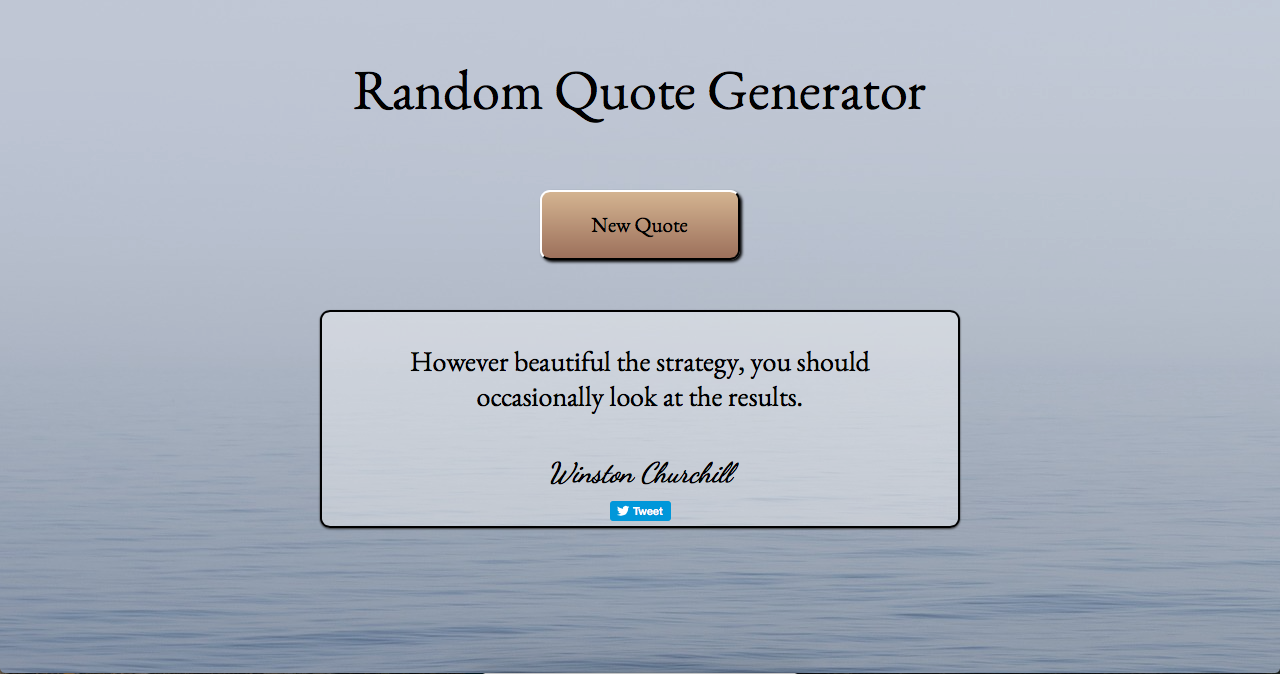 Random Quote Generator
New Quote
However beautiful the strategy, you should
occasionally look at the results.
Winston Churchill
Tweet